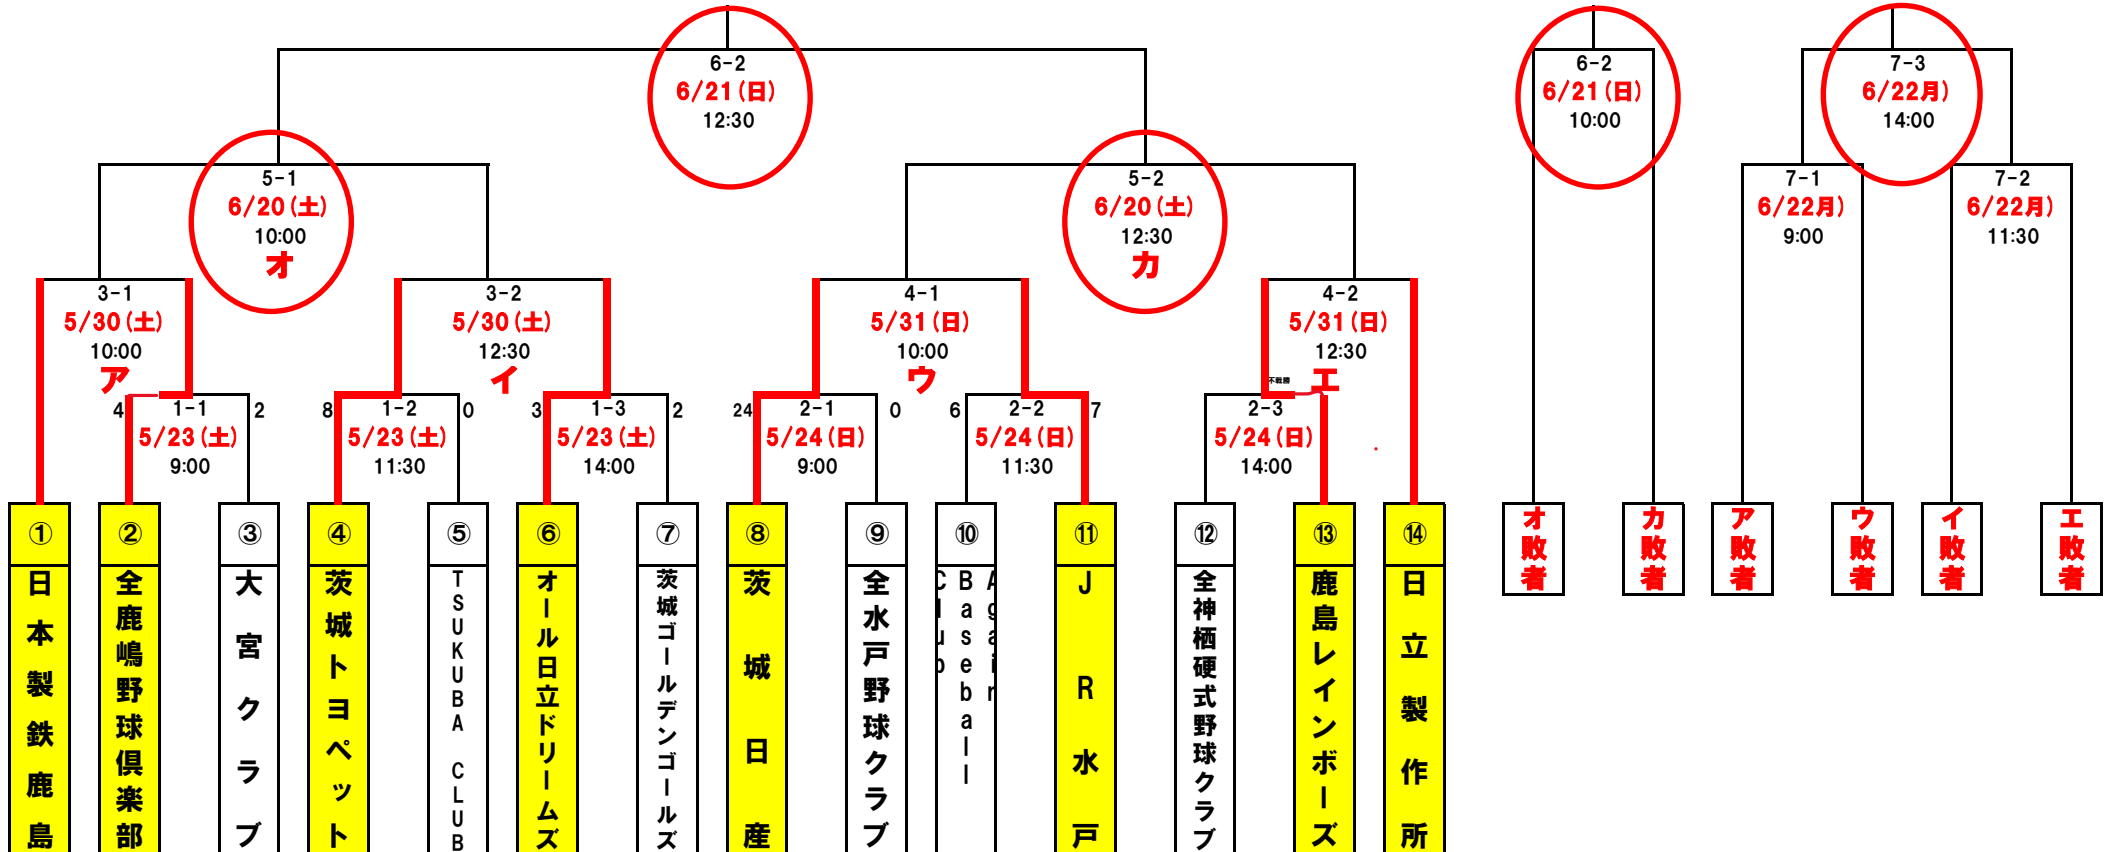 6-2
6/21(日)
12:30
6-2
6/21(日)
10:00
7-3
6/22月)
14:00
5-1
6/20(土)
10:00
オ
5-2
6/20(土)
12:30
カ
7-1
6/22月)
9:00
7-2
6/22月)
11:30
3-1
5/30(土)
10:00
ア
3-2
5/30(土)
12:30
イ
4-1
5/31(日)
10:00
ウ
4-2
5/31(日)
12:30
エ
不戦勝
4
1-1
2
5/23(土)
9:00
8
1-2
0
5/23(土)
11:30
3
1-3
2
5/23(土)
14:00
24
2-1
0
5/24(日)
9:00
6
2-2
7
5/24(日)
11:30
2-3
5/24(日)
14:00
①
日本製鉄鹿島
②
全鹿嶋野球倶楽部
③
大宮クラブ
④
茨城トヨペット
⑤
TSUKUBA CLUB
⑥
オール日立ドリームズ
⑦
茨城ゴールデンゴールズ
⑧
茨城日産
⑨
全水戸野球クラブ
⑩
Again
Baseball
Club
⑪
JR水戸
⑫
全神栖硬式野球クラブ
⑬
鹿島レインボーズ
⑭
日立製作所
オ敗者
カ敗者
ア敗者
ウ敗者
イ敗者
エ敗者